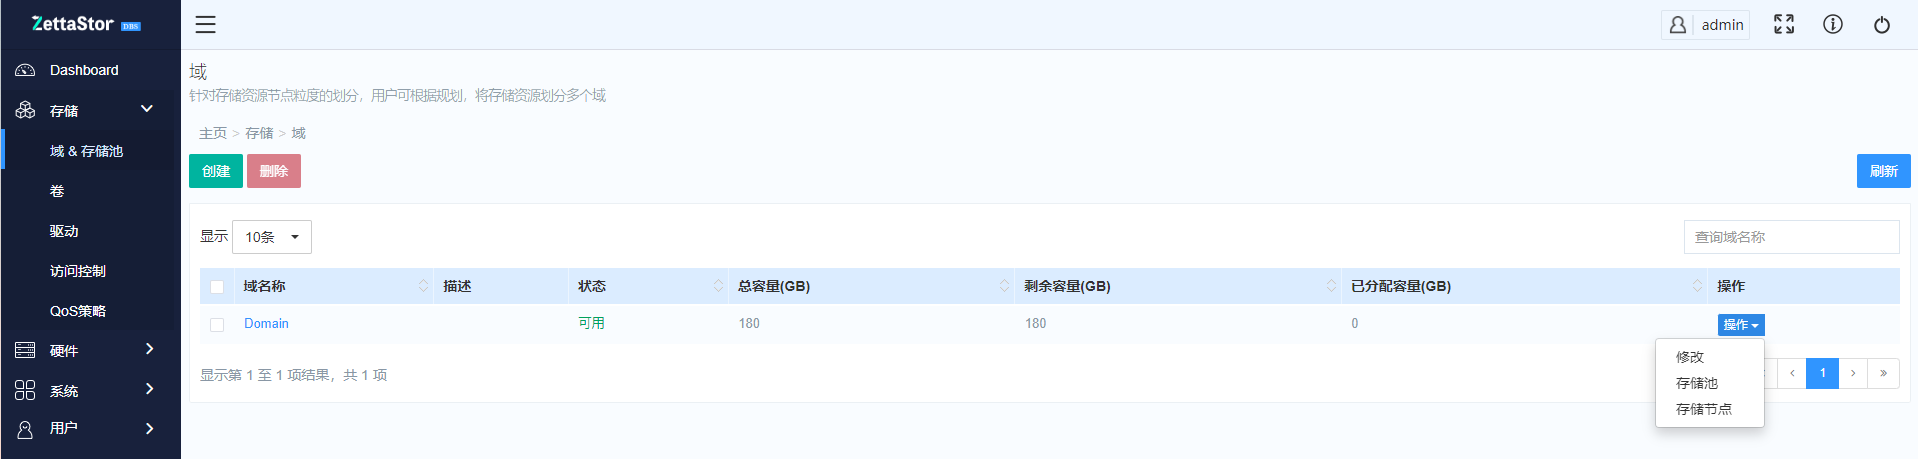 ZettaStor DBS
admin
Dashboard
存储
域 & 存储池
卷
驱动
访问控制
QoS策略
硬件
系统
用户
域
针对存储资源节点粒度的划分，用户可根据规划，将存储资源划分多个域
主页 > 存储 > 域
创建 删除 刷新
显示 10条 查询域名称
域名称 描述 状态 总容量(GB) 剩余容量(GB) 已分配容量(GB) 操作
Domain 可用 180 180 0 操作
修改
存储池
存储节点
显示第 1 至 1 项结果，共 1 项
‹ 1 › »